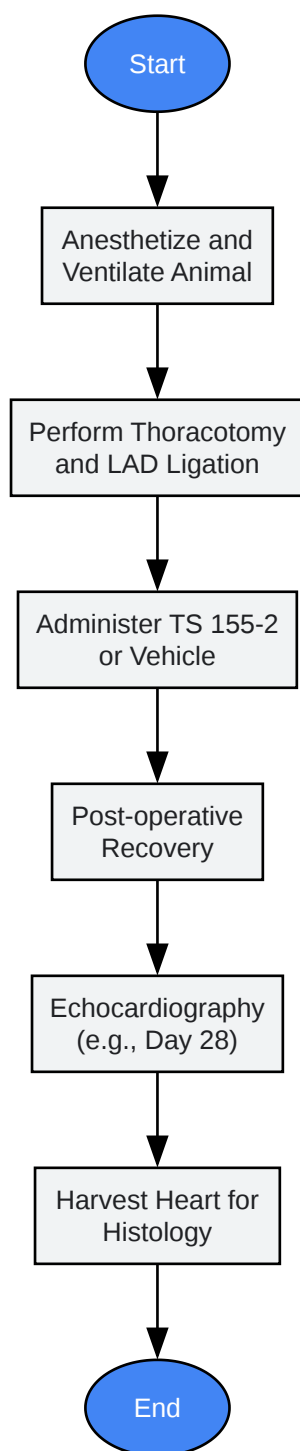 Start
Anesthetize and
Ventilate Animal
Perform Thoracotomy
and LAD Ligation
Administer TS 155-2
or Vehicle
Post-operative
Recovery
Echocardiography
(e.g., Day 28)
Harvest Heart for
Histology
End